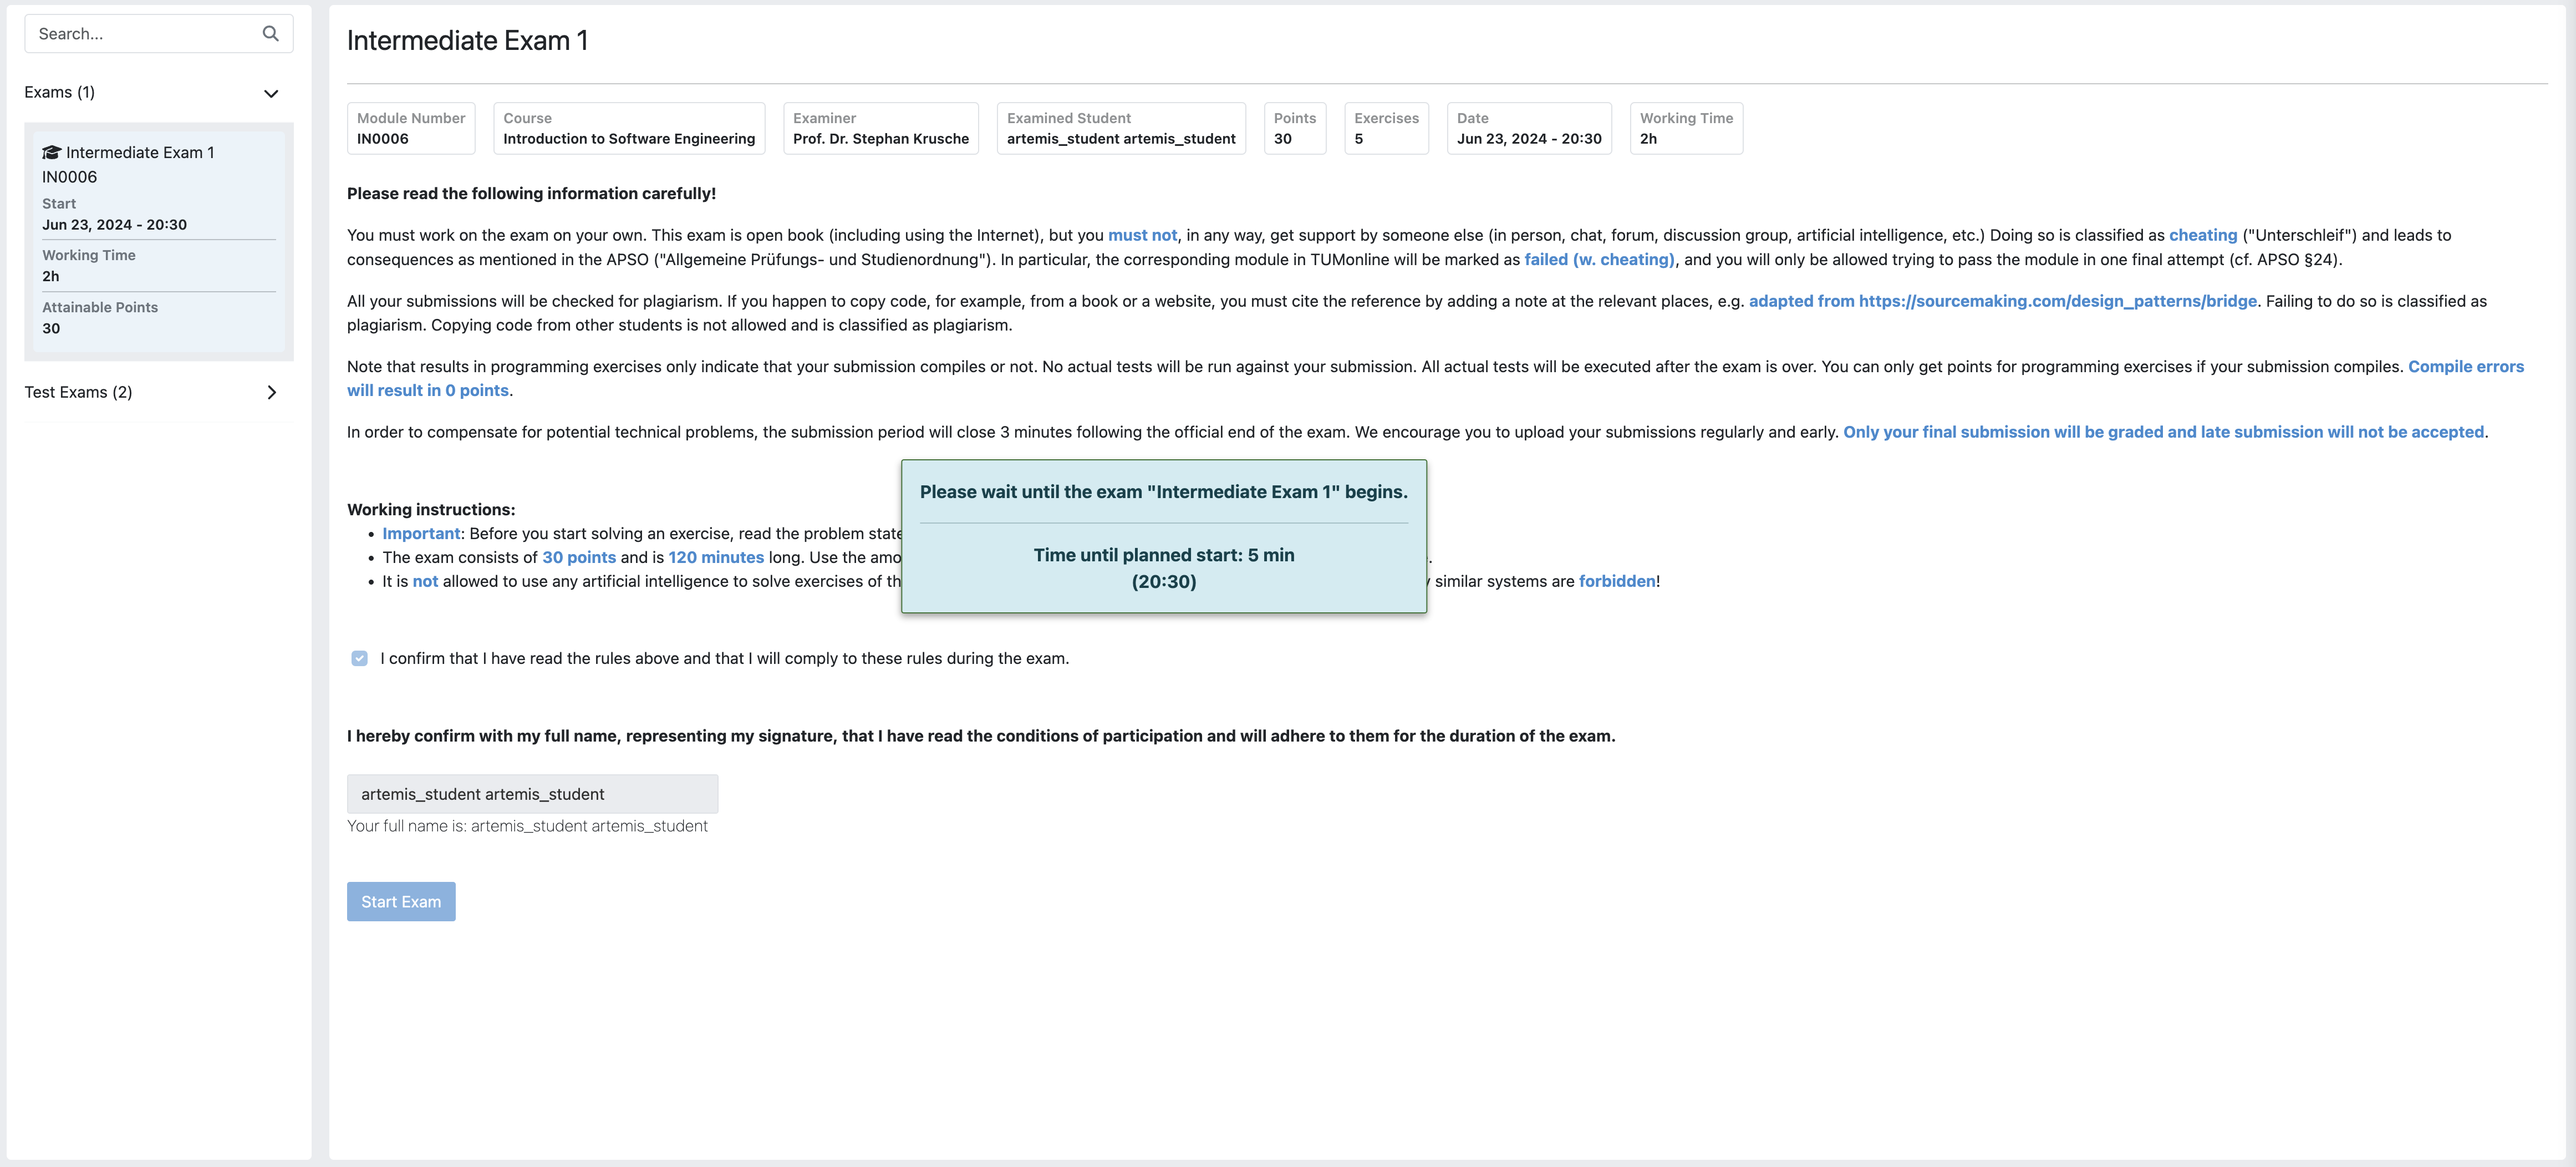 Search...
Exams (1)
Intermediate Exam 1
IN0006
Start
Jun 23, 2024 - 20:30
Working Time
2h
Attainable Points
30
Test Exams (2)
Intermediate Exam 1
Module Number
IN0006
Course
Introduction to Software Engineering
Examiner
Prof. Dr. Stephan Krusche
Examined Student
artemis_student artemis_student
Points
30
Exercises
5
Date
Jun 23, 2024 - 20:30
Working Time
2h
Please read the following information carefully!
You must work on the exam on your own. This exam is open book (including using the Internet), but you must not, in any way, get support by someone else (in person, chat, forum, discussion group, artificial intelligence, etc.) Doing so is classified as cheating ("Unterschleif") and leads to
consequences as mentioned in the APSO ("Allgemeine Prüfungs- und Studienordnung"). In particular, the corresponding module in TUMonline will be marked as failed (w. cheating), and you will only be allowed trying to pass the module in one final attempt (cf. APSO §24).
All your submissions will be checked for plagiarism. If you happen to copy code, for example, from a book or a website, you must cite the reference by adding a note at the relevant places, e.g. adapted from https://sourcemaking.com/design_patterns/bridge. Failing to do so is classified as
plagiarism. Copying code from other students is not allowed and is classified as plagiarism.
Note that results in programming exercises only indicate that your submission compiles or not. No actual tests will be run against your submission. All actual tests will be executed after the exam is over. You can only get points for programming exercises if your submission compiles. Compile errors
will result in 0 points.
In order to compensate for potential technical problems, the submission period will close 3 minutes following the official end of the exam. We encourage you to upload your submissions regularly and early. Only your final submission will be graded and late submission will not be accepted.
Please wait until the exam "Intermediate Exam 1" begins.
Time until planned start: 5 min
(20:30)
Working instructions:
• Important: Before you start solving an exercise, read the problem
• The exam consists of 30 points and is 120 minutes long. Use the
• It is not allowed to use any artificial intelligence to solve exercises of
similar systems are forbidden!
I confirm that I have read the rules above and that I will comply to these rules during the exam.
I hereby confirm with my full name, representing my signature, that I have read the conditions of participation and will adhere to them for the duration of the exam.
artemis_student artemis_student
Your full name is: artemis_student artemis_student
Start Exam